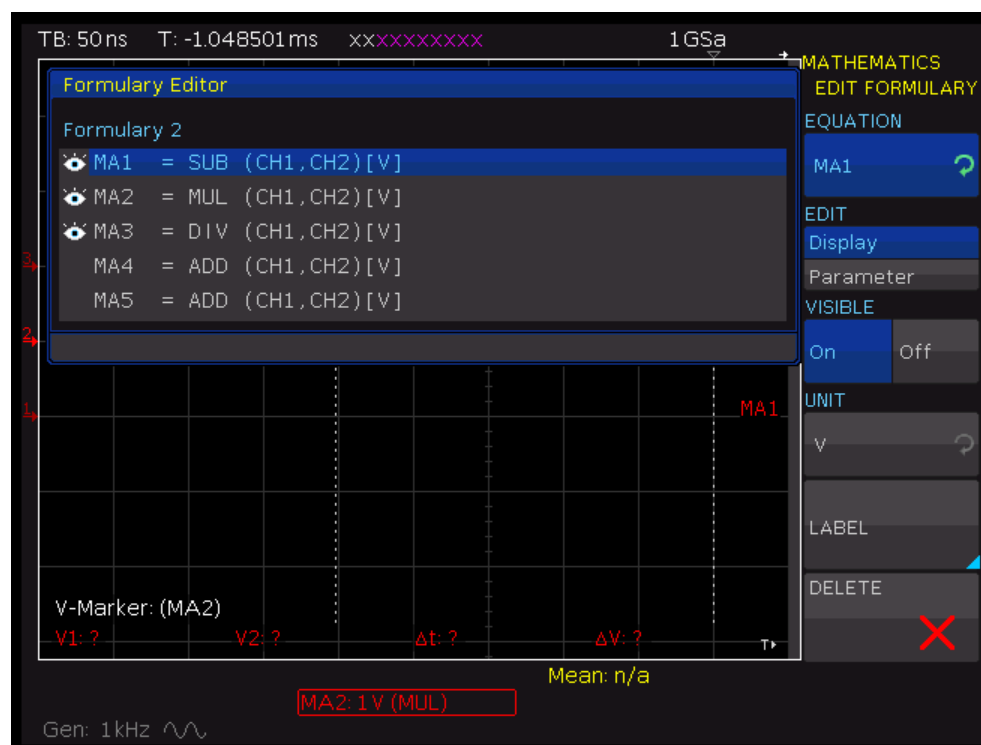 TB: 50ns T: -1.048501ms xxxxxxxxxx 1GSa
MATHEMATICS
EDIT FORMULARY
Formulary Editor
Formulary 2
MA1 = SUB (CH1,CH2)[V]
MA2 = MUL (CH1,CH2)[V]
MA3 = DIV (CH1,CH2)[V]
MA4 = ADD (CH1,CH2)[V]
MA5 = ADD (CH1,CH2)[V]
EQUATION
MA1
EDIT
Display
Parameter
VISIBLE
On Off
UNIT
V
LABEL
DELETE
3
2
1
MA1
V-Marker: (MA2)
V1: ? V2: ? Δt: ? ΔV: ?
T
Mean: n/a
MA2: 1V (MUL)
Gen: 1kHz